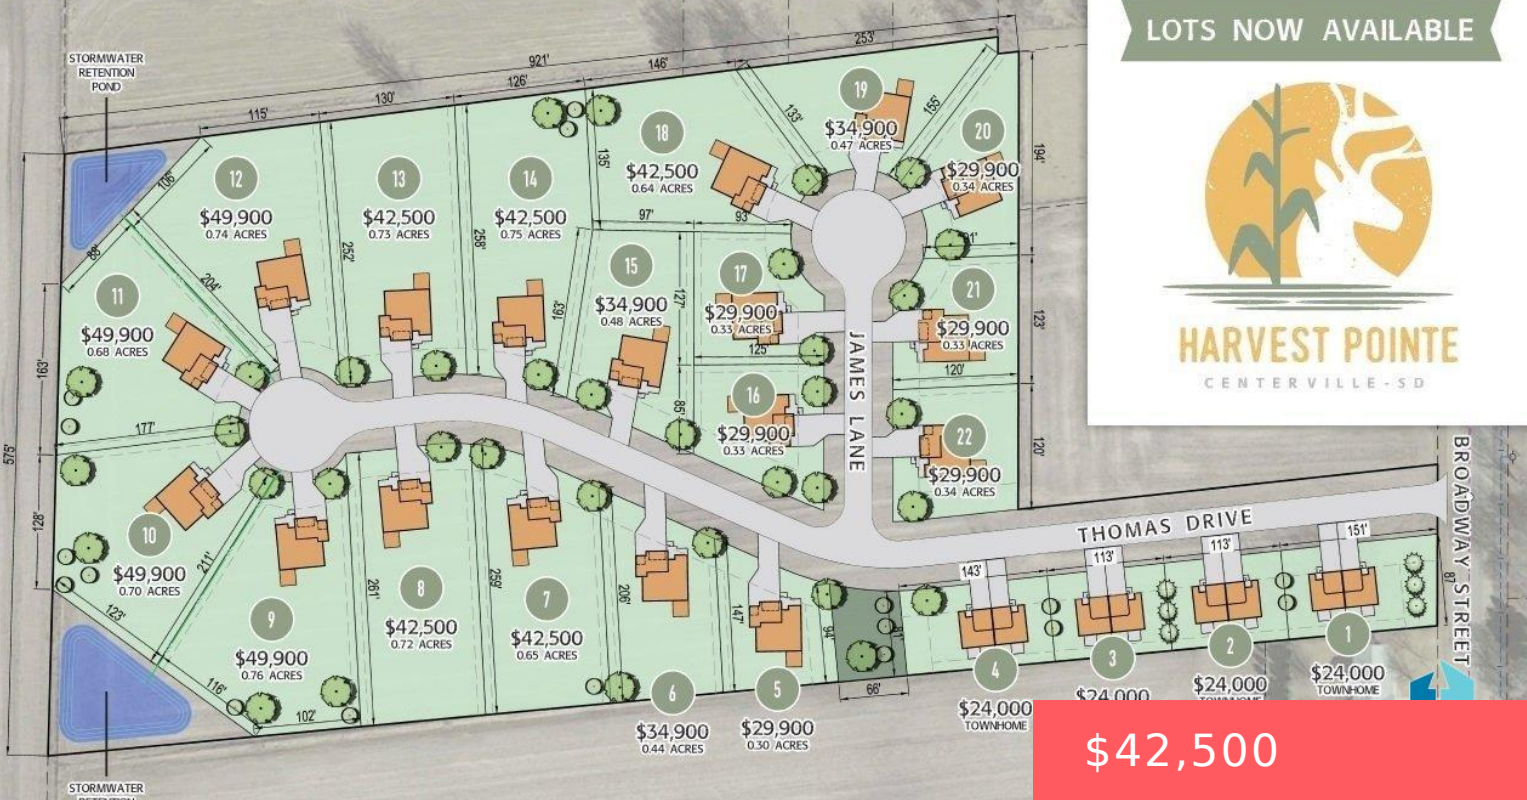 LOTS NOW AVAILABLE
HARVEST POINTE
CENTERVILLE-SD
STORMWATER
RETENTION
POND
921'
253'
146'
126'
130'
115'
106'
88'
204'
252'
258'
135'
133'
155'
194'
12
$49,900
0.74 ACRES
13
$42,500
0.73 ACRES
14
$42,500
0.75 ACRES
18
$42,500
0.64 ACRES
19
$34,900
0.47 ACRES
20
$29,900
0.34 ACRES
97'
93'
11
$49,900
0.68 ACRES
15
$34,900
0.48 ACRES
17
$29,900
0.33 ACRES
21
$29,900
0.33 ACRES
163'
163'
127'
125'
123'
120'
85'
16
$29,900
0.33 ACRES
22
$29,900
0.34 ACRES
120'
JAMES LANE
177'
575'
128'
10
$49,900
0.70 ACRES
211'
123'
9
$49,900
0.76 ACRES
116'
102'
261'
8
$42,500
0.72 ACRES
259'
7
$42,500
0.65 ACRES
206'
6
$34,900
0.44 ACRES
147'
5
$29,900
0.30 ACRES
94'
66'
THOMAS DRIVE
BROADWAY STREET
143'
113'
113'
151'
87'
4
$24,000
TOWNHOME
3
$24,000
2
$24,000
TOWNHOME
1
$24,000
TOWNHOME
STORMWATER
RETENTION
$42,500